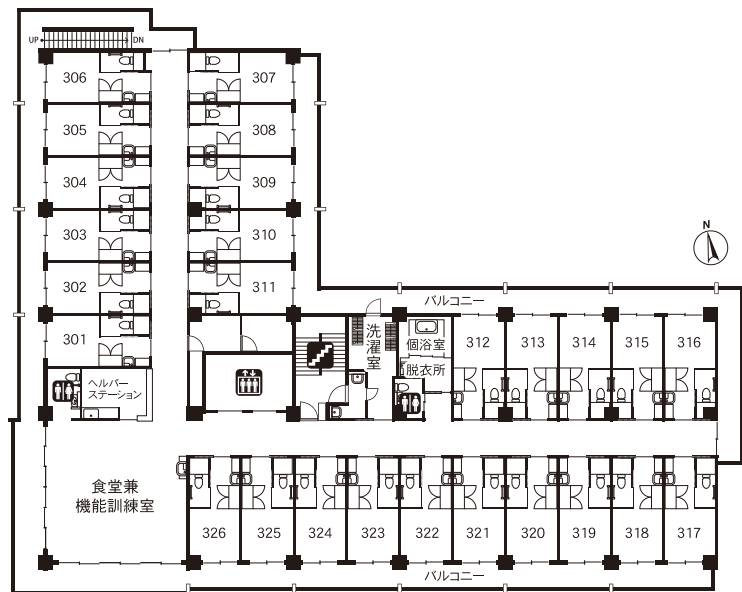 UP
DN
306
307
305
308
304
309
303
310
302
311
301
N
バルコニー
洗濯室
個浴室
脱衣所
312
313
314
315
316
ヘルパー
ステーション
食堂兼
機能訓練室
326
325
324
323
322
321
320
319
318
317
バルコニー